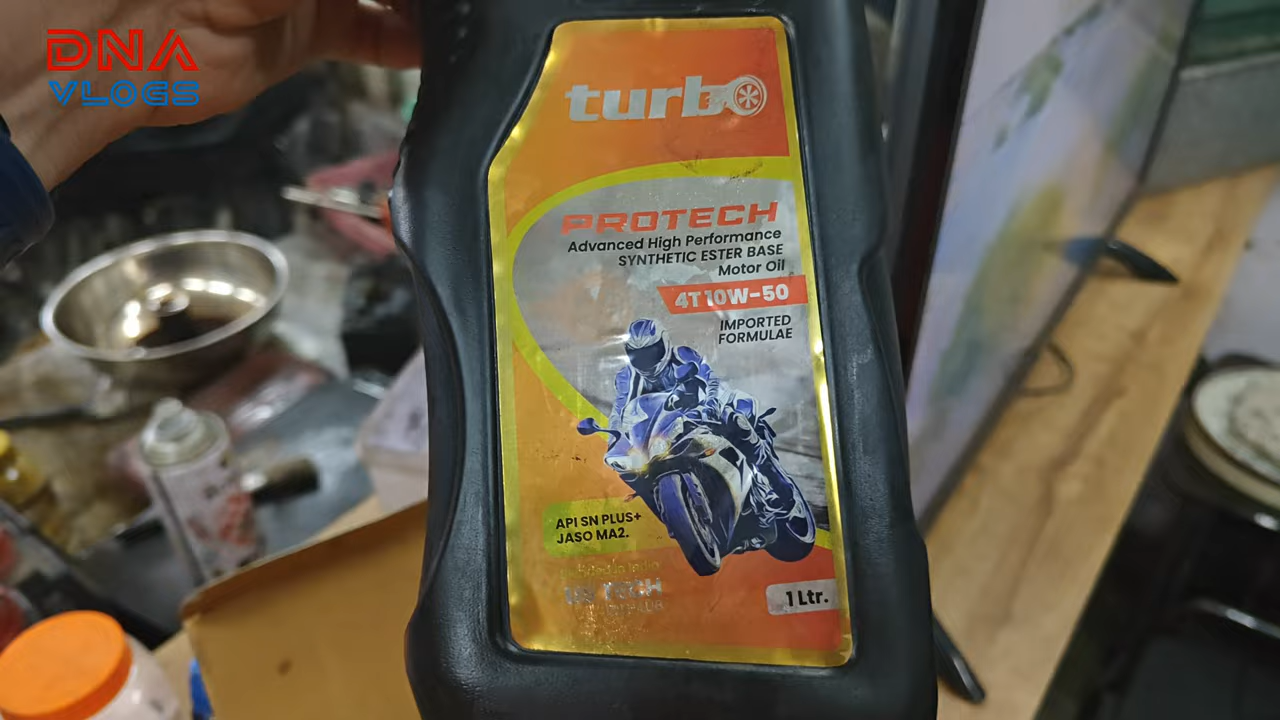 DNA
VLOGS
turbo
PROTECH
Advanced High Performance
SYNTHETIC ESTER BASE
Motor Oil
4T 10W-50
IMPORTED
FORMULAE
API SN PLUS+
JASO MA2.
TECH
1 Ltr.